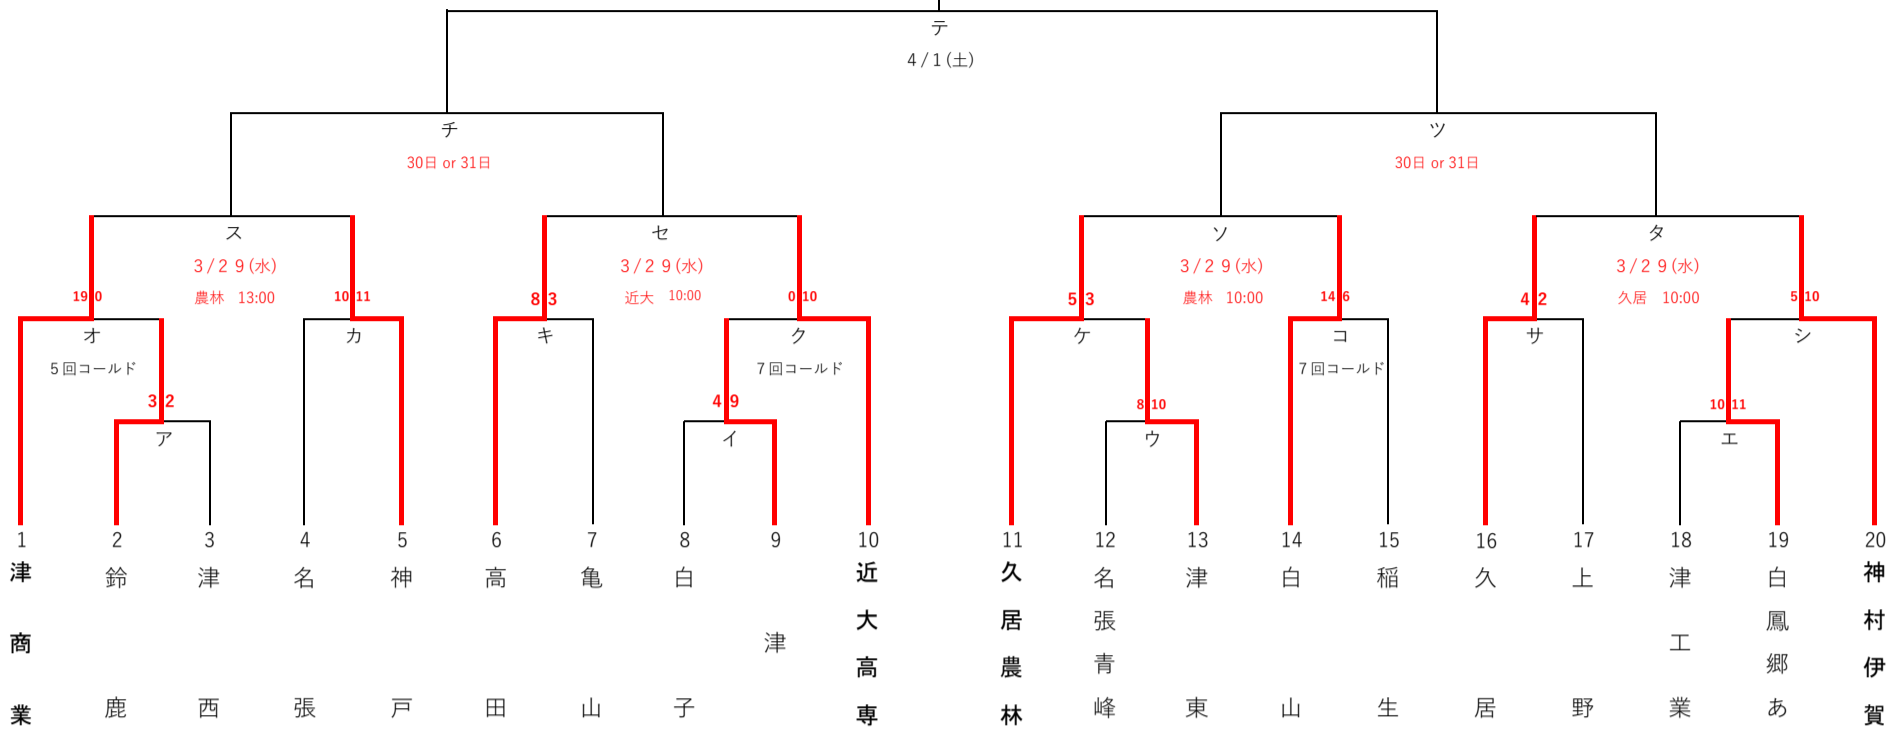 テ
4/1(土)
チ
ツ
30日 or 31日
30日 or 31日
ス
セ
ソ
タ
3/29(水)
3/29(水)
3/29(水)
3/29(水)
19 0
農林 13:00
10 11
8 3
近大 10:00
0 10
5 3
農林 10:00
14 6
4 2
久居 10:00
5 10
オ
カ
キ
ク
ケ
コ
サ
シ
5回コールド
7回コールド
7回コールド
3 2
4 9
8 10
10 11
ア
イ
ウ
エ
1 2 3 4 5 6 7 8 9 10 11 12 13 14 15 16 17 18 19 20
津商業
鈴鹿
津西
名張
神戸
高田
亀山
白子
津
近大高専
久居農林
名張青峰
津東
白山
稲生
久居
上野
津工業
白鳳郷あ
神村伊賀